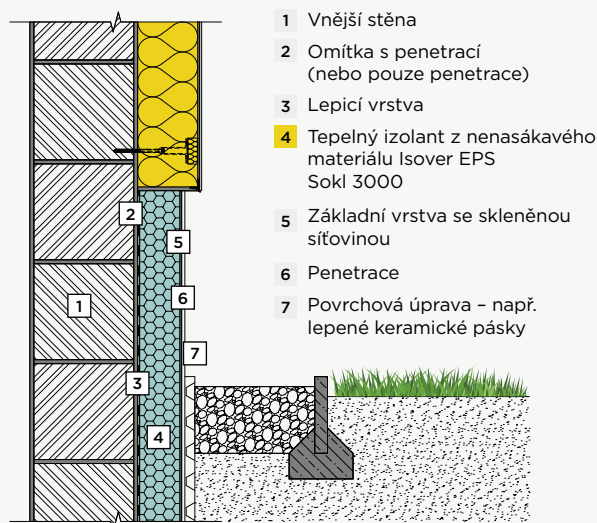 1 Vnější stěna
2 Omítka s penetrací
(nebo pouze penetrace)
3 Lepicí vrstva
4 Tepelný izolant z nenasákavého
materiálu Isover EPS
Sokl 3000
5 Základní vrstva se skleněnou
síťovinou
6 Penetrace
7 Povrchová úprava – např.
lepené keramické pásky
2
5
6
1
7
3
4